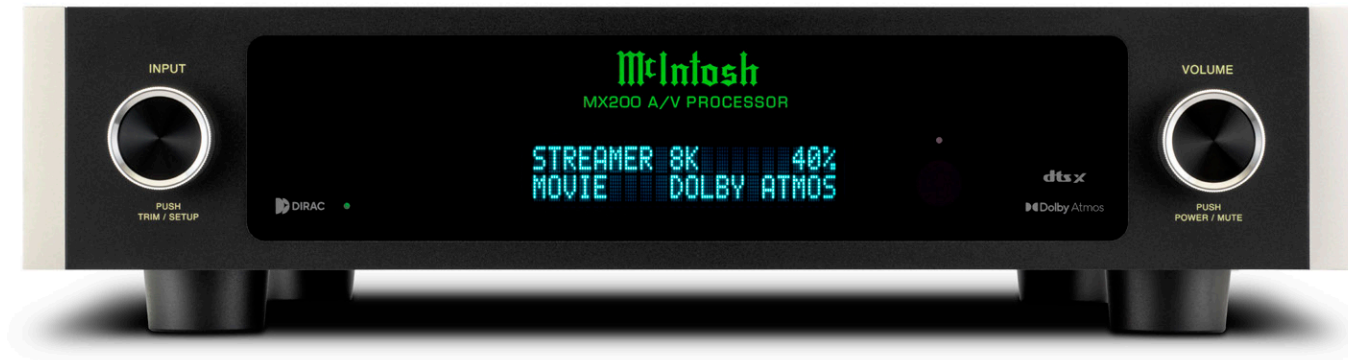 INPUT
PUSH
TRIM / SETUP
DIRAC
McIntosh
MX200 A/V PROCESSOR
STREAMER 8K 40%
MOVIE DOLBY ATMOS
dts x
Dolby Atmos
VOLUME
PUSH
POWER / MUTE